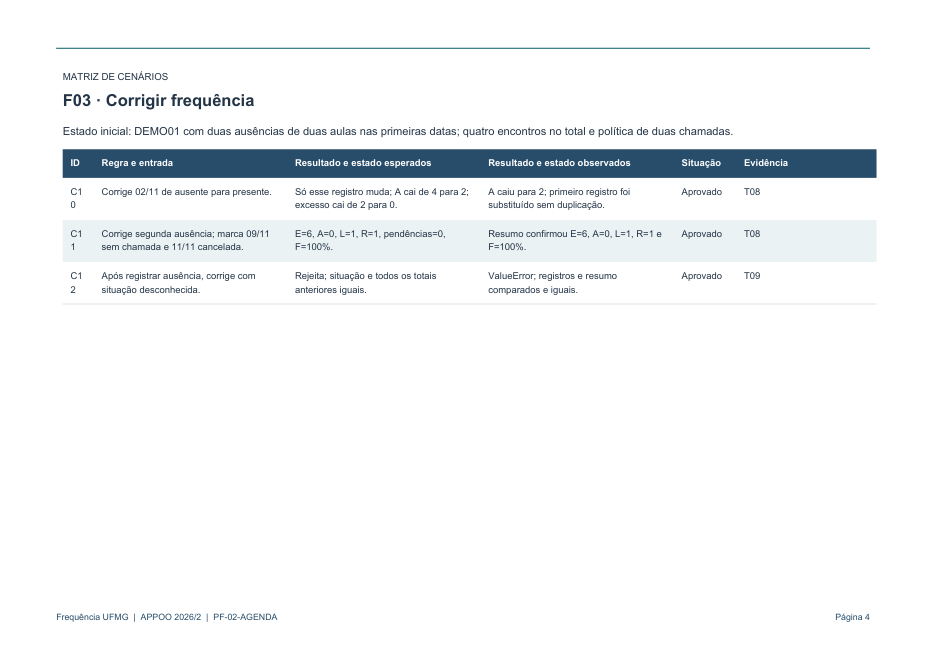 MATRIZ DE CENÁRIOS
F03 · Corrigir frequência
Estado inicial: DEMO01 com duas ausências de duas aulas nas primeiras datas; quatro encontros no total e política de duas chamadas.
ID Regra e entrada Resultado e estado esperados Resultado e estado observados Situação Evidência
C1 Corrige 02/11 de ausente para presente. Só esse registro muda; A cai de 4 para 2; A caiu para 2; primeiro registro foi Aprovado T08
0 excesso cai de 2 para 0. substituído sem duplicação.
C1 Corrige segunda ausência; marca 09/11 E=6, A=0, L=1, R=1, pendências=0, Resumo confirmou E=6, A=0, L=1, R=1 e Aprovado T08
1 sem chamada e 11/11 cancelada. F=100%. F=100%.
C1 Após registrar ausência, corrige com Rejeita; situação e todos os totais ValueError; registros e resumo Aprovado T09
2 situação desconhecida. anteriores iguais. comparados e iguais.
Frequência UFMG | APPOO 2026/2 | PF-02-AGENDA Página 4